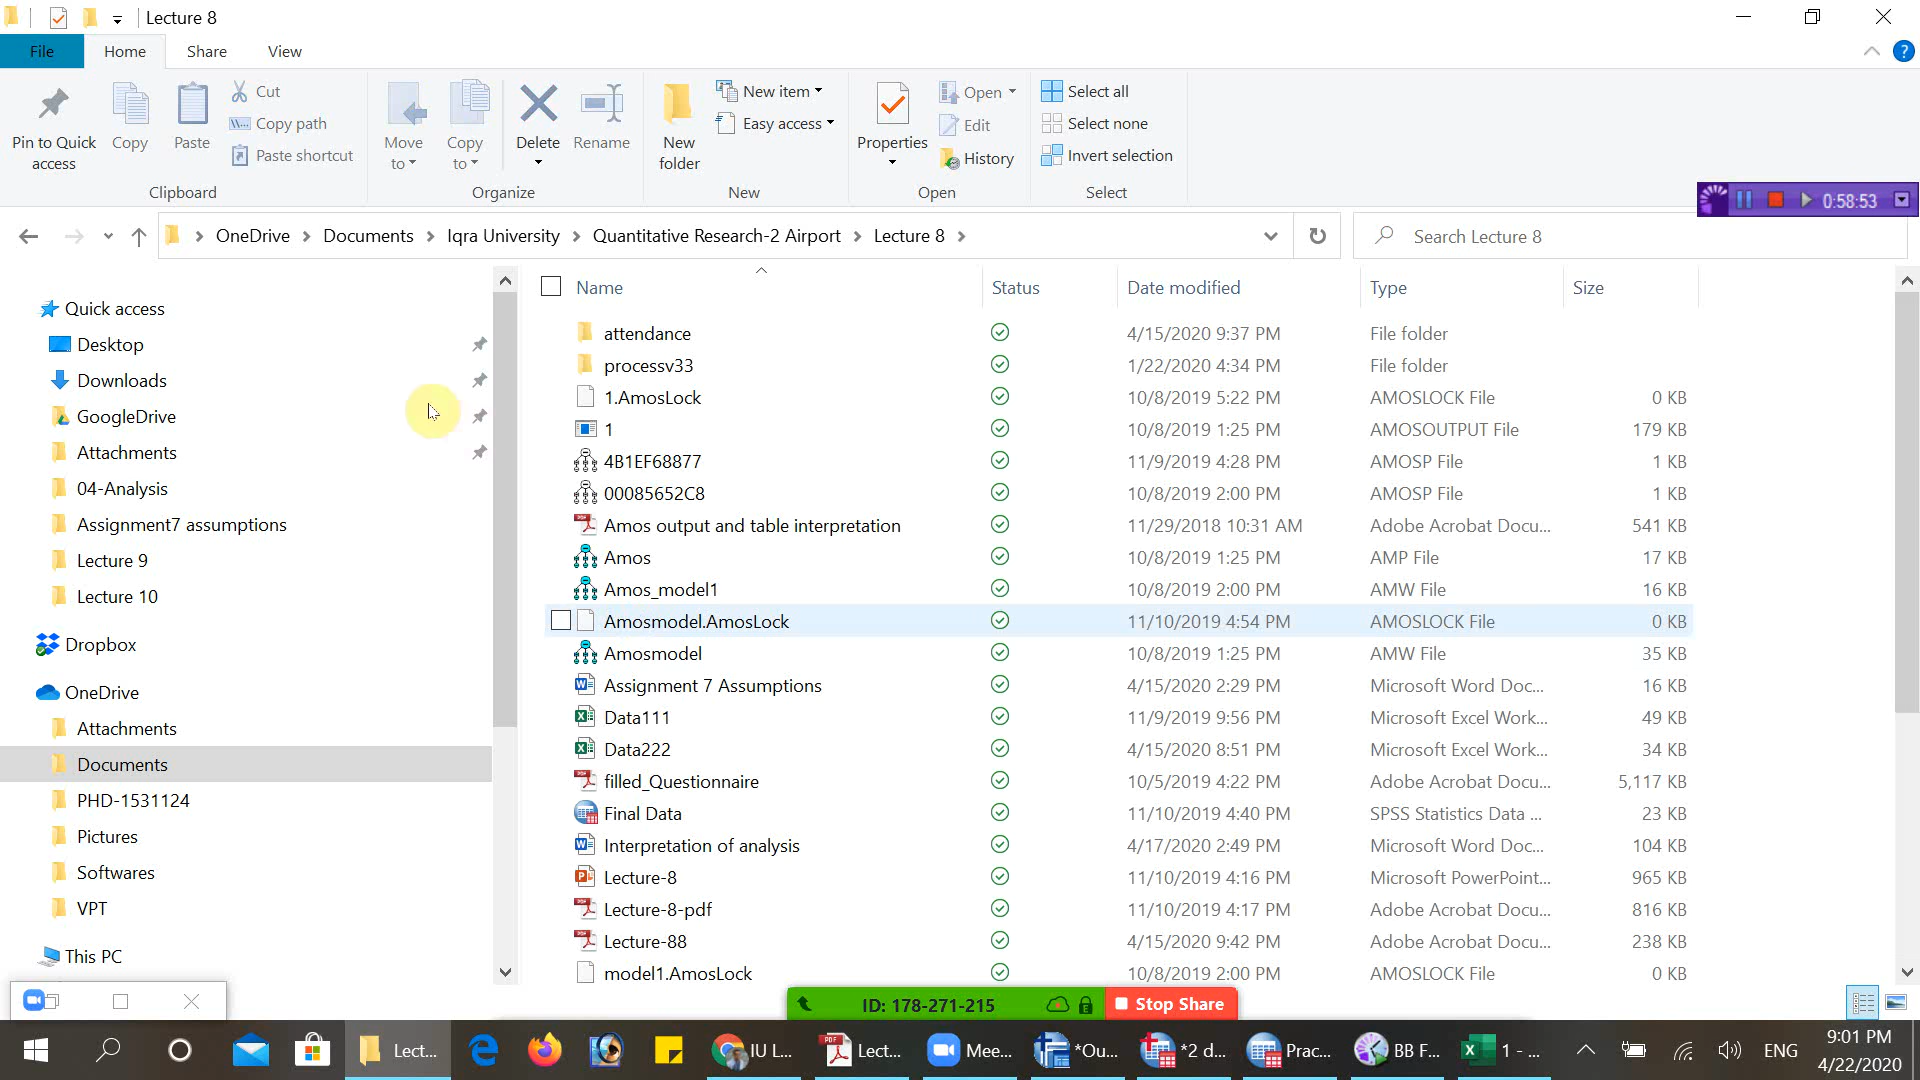 Lecture 8
File Home Share View
Pin to Quick access
Copy
Paste
Cut
Copy path
Paste shortcut
Clipboard
Move to
Copy to
Delete
Rename
Organize
New folder
New item
Easy access
New
Properties
Open
Edit
History
Open
Select all
Select none
Invert selection
Select
0:58:53
OneDrive > Documents > Iqra University > Quantitative Research-2 Airport > Lecture 8 >
Search Lecture 8
Quick access
Desktop
Downloads
GoogleDrive
Attachments
04-Analysis
Assignment7 assumptions
Lecture 9
Lecture 10
Dropbox
OneDrive
Attachments
Documents
PHD-1531124
Pictures
Softwares
VPT
This PC
Name Status Date modified Type Size
attendance 4/15/2020 9:37 PM File folder
processv33 1/22/2020 4:34 PM File folder
1.AmosLock 10/8/2019 5:22 PM AMOSLOCK File 0 KB
1 10/8/2019 1:25 PM AMOSOUTPUT File 179 KB
4B1EF68877 11/9/2019 4:28 PM AMOSP File 1 KB
00085652C8 10/8/2019 2:00 PM AMOSP File 1 KB
Amos output and table interpretation 11/29/2018 10:31 AM Adobe Acrobat Docu... 541 KB
Amos 10/8/2019 1:25 PM AMP File 17 KB
Amos_model1 10/8/2019 2:00 PM AMW File 16 KB
Amosmodel.AmosLock 11/10/2019 4:54 PM AMOSLOCK File 0 KB
Amosmodel 10/8/2019 1:25 PM AMW File 35 KB
Assignment 7 Assumptions 4/15/2020 2:29 PM Microsoft Word Doc... 16 KB
Data111 11/9/2019 9:56 PM Microsoft Excel Work... 49 KB
Data222 4/15/2020 8:51 PM Microsoft Excel Work... 34 KB
filled_Questionnaire 10/5/2019 4:22 PM Adobe Acrobat Docu... 5,117 KB
Final Data 11/10/2019 4:40 PM SPSS Statistics Data ... 23 KB
Interpretation of analysis 4/17/2020 2:49 PM Microsoft Word Doc... 104 KB
Lecture-8 11/10/2019 4:16 PM Microsoft PowerPoint... 965 KB
Lecture-8-pdf 11/10/2019 4:17 PM Adobe Acrobat Docu... 816 KB
Lecture-88 4/15/2020 9:42 PM Adobe Acrobat Docu... 238 KB
model1.AmosLock 10/8/2019 2:00 PM AMOSLOCK File 0 KB
ID: 178-271-215 Stop Share
Lect... IU L... Lect... Mee... *Ou... *2 d... Prac... BB F... 1 - ... ENG
9:01 PM
4/22/2020